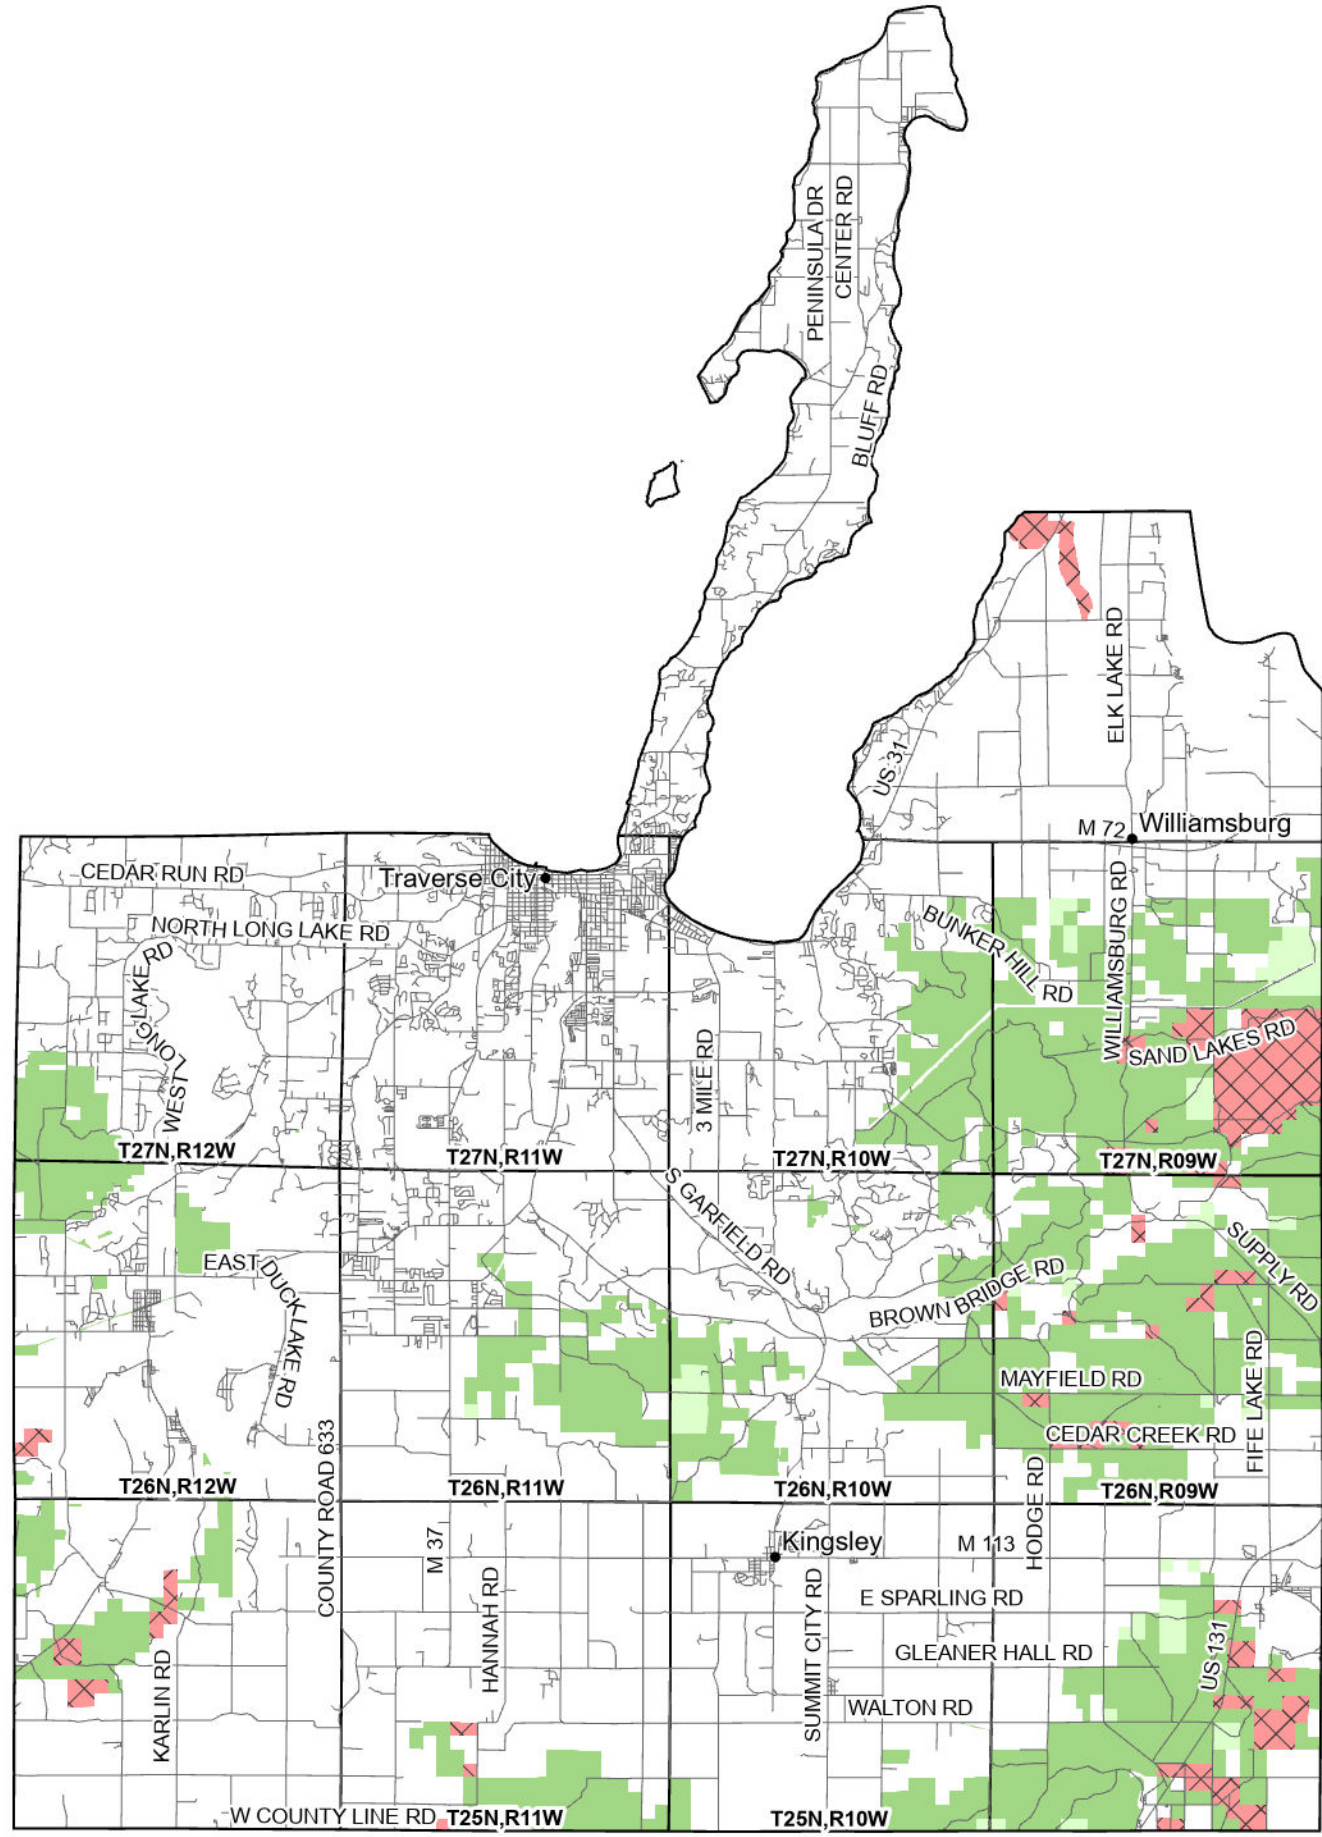 PENINSULA DR
CENTER RD
BLUFF RD
ELK LAKE RD
US 31
M 72
Williamsburg
CEDAR RUN RD
Traverse City
NORTH LONG LAKE RD
WEST LONG LAKE RD
BUNKER HILL RD
WILLIAMSBURG RD
SAND LAKES RD
3 MILE RD
T27N,R12W
T27N,R11W
T27N,R10W
T27N,R09W
S GARFIELD RD
SUPPLY RD
EAST DUCK LAKE RD
BROWN BRIDGE RD
MAYFIELD RD
FIFE LAKE RD
CEDAR CREEK RD
COUNTY ROAD 633
T26N,R12W
T26N,R11W
T26N,R10W
T26N,R09W
HODGE RD
M 37
Kingsley
M 113
HANNAH RD
SUMMIT CITY RD
E SPARLING RD
GLEANER HALL RD
US 131
KARLIN RD
WALTON RD
W COUNTY LINE RD
T25N,R11W
T25N,R10W